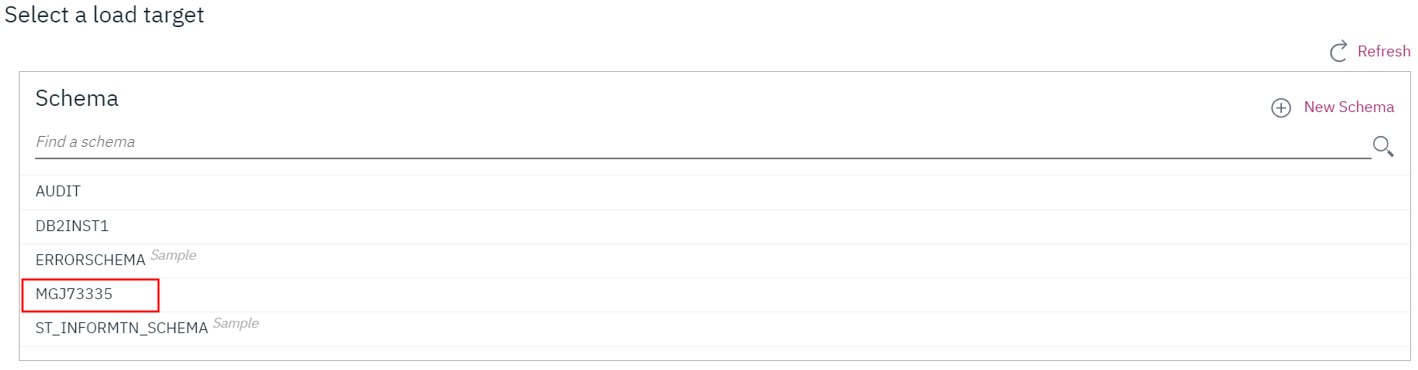 Select a load target
Refresh
Schema
New Schema
Find a schema
AUDIT
DB2INST1
ERRORSCHEMA Sample
MGJ73335
ST_INFORMTN_SCHEMA Sample